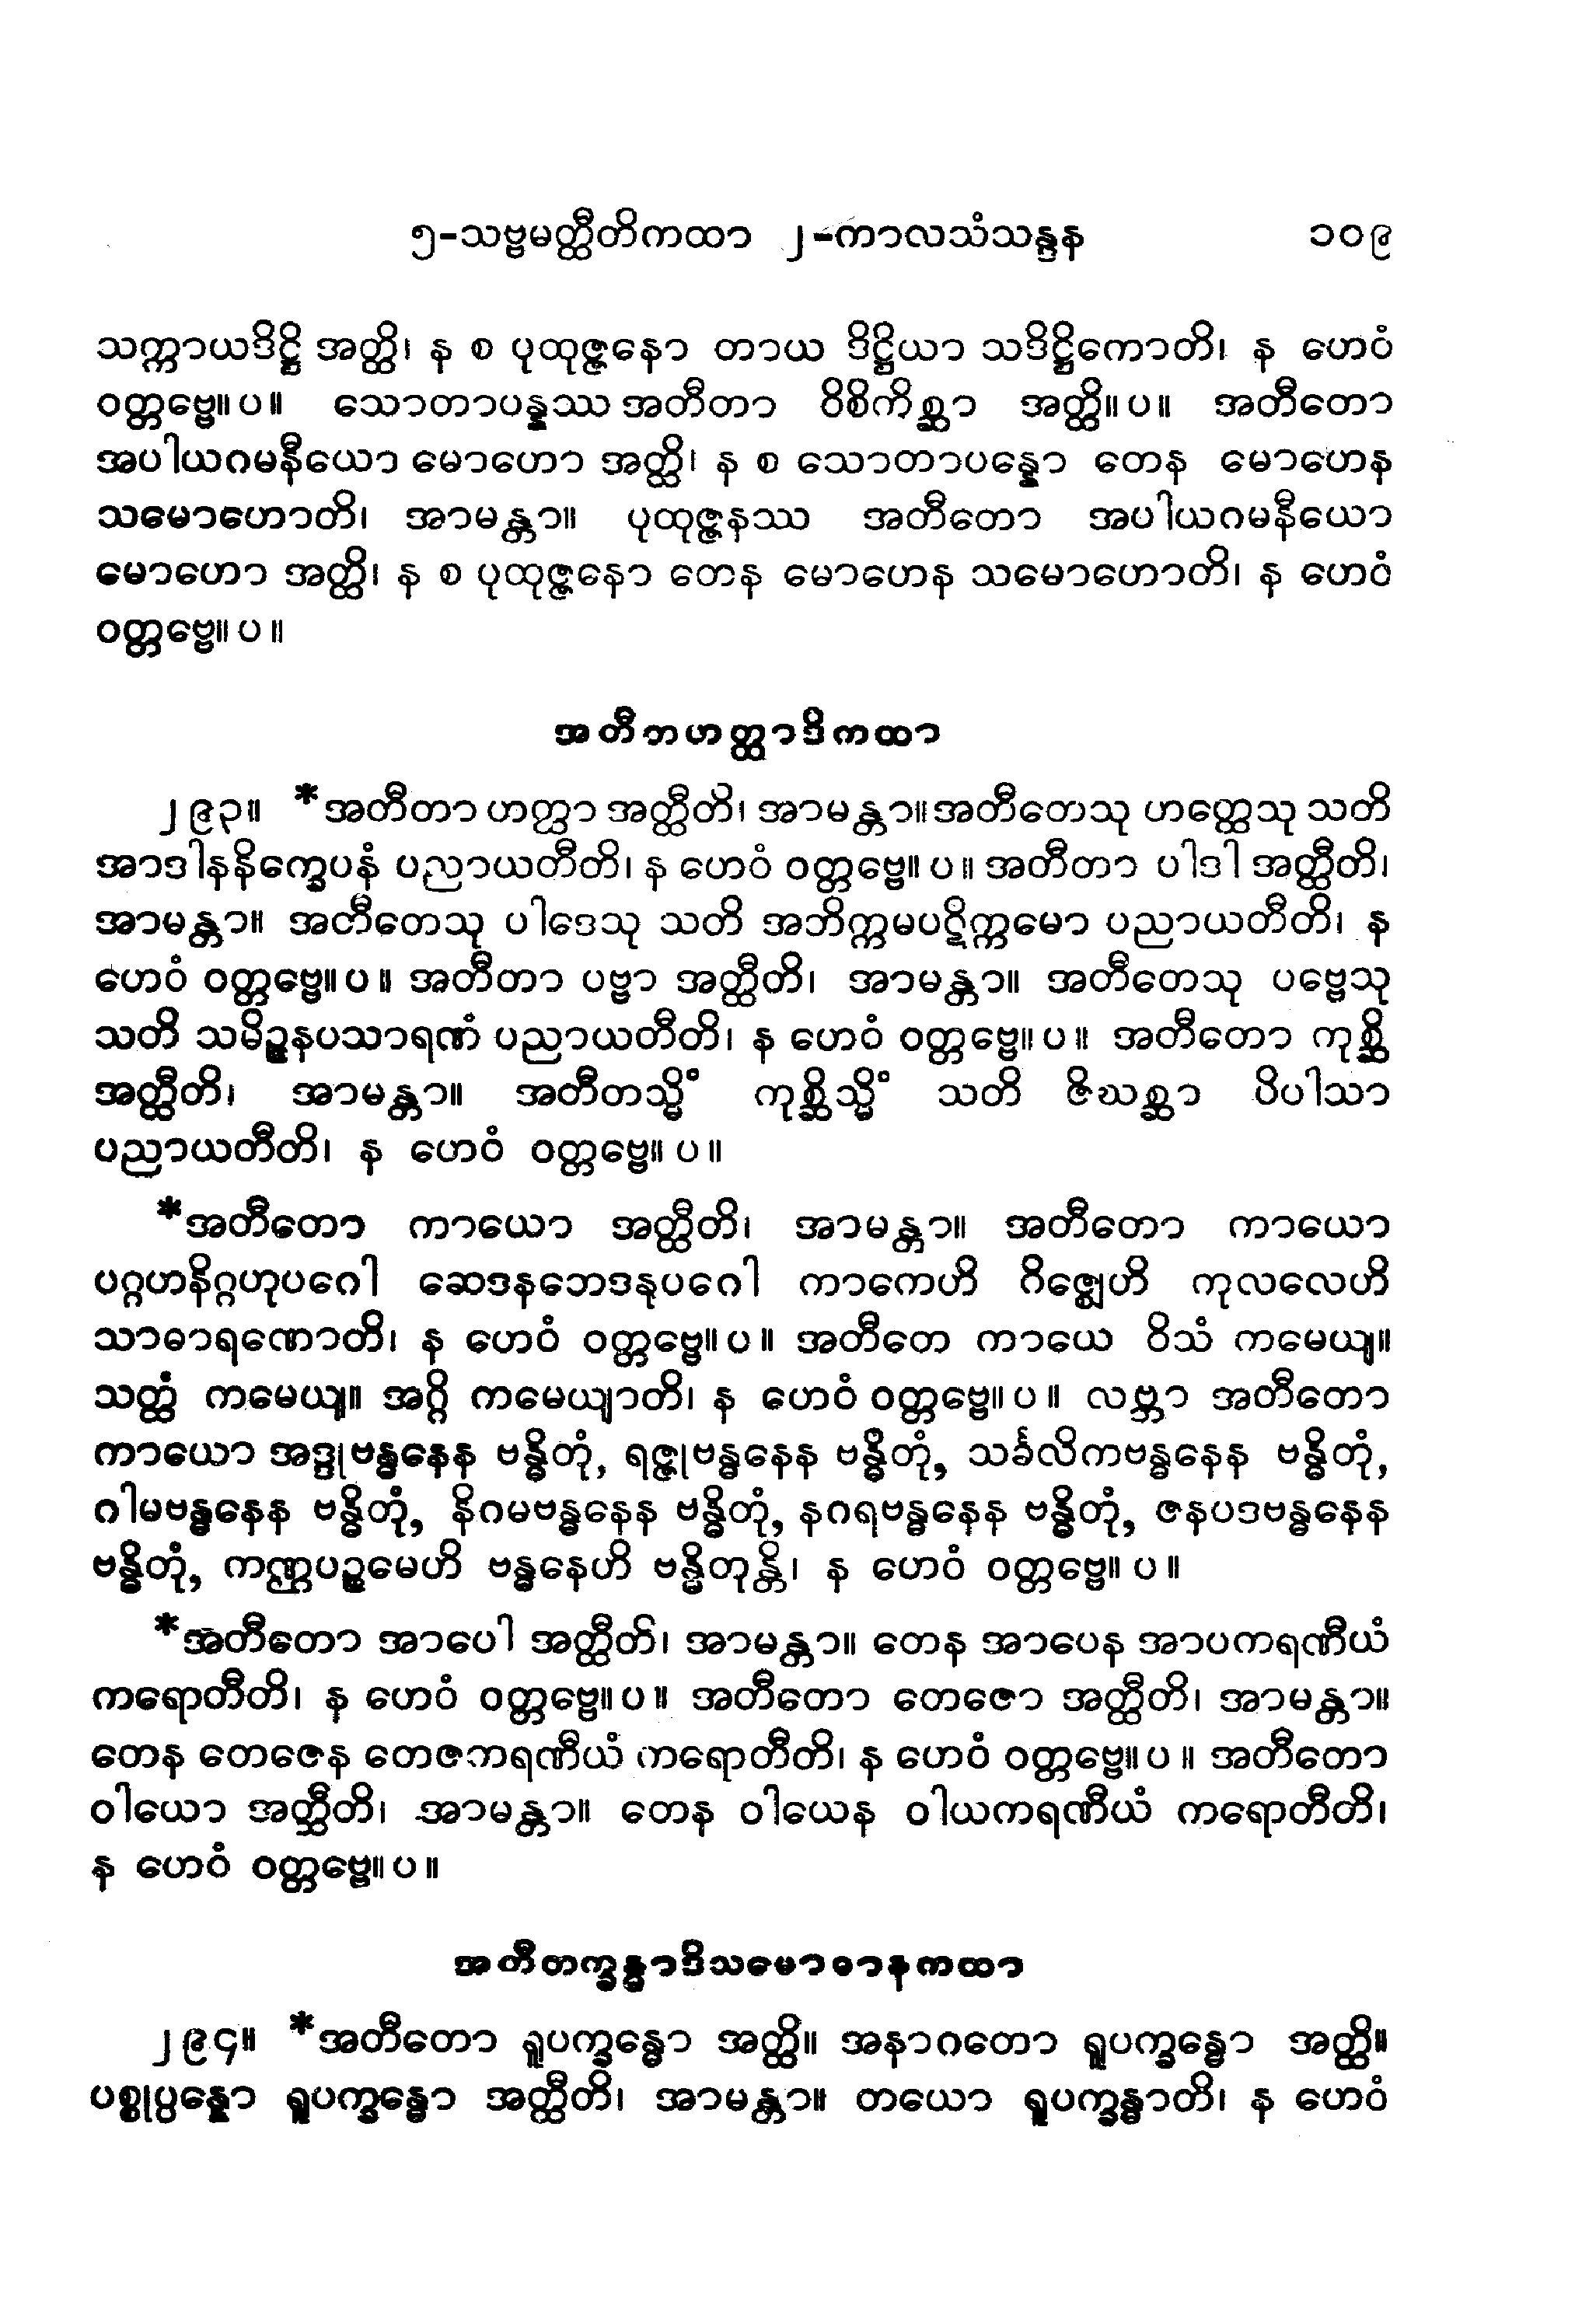 ၅-သဗ္ဗမတ္ထီတိကထာ ၂-ကာလသံသန္ဒန ၁၀၉
သက္ကာယဒိဋ္ဌိ အတ္ထိ၊ န စ ပုထုဇ္ဇနော တာယ ဒိဋ္ဌိယာ သဒိဋ္ဌိကောတိ၊ န ဟေဝံ
ဝတ္တဗ္ဗေ။ပ။ သောတာပန္နဿ အတီတာ ဝိစိကိစ္ဆာ အတ္ထိ။ပ။ အတီတော
အပါယဂမနီယော မောဟော အတ္ထိ၊ န စ သောတာပန္နော တေန မောဟေန
သမောဟောတိ၊ အာမန္တာ။ ပုထုဇ္ဇနဿ အတီတော အပါယဂမနီယော
မောဟော အတ္ထိ၊ န စ ပုထုဇ္ဇနော တေန မောဟေန သမောဟောတိ၊ န ဟေဝံ
ဝတ္တဗ္ဗေ။ပ။
အတီတဟတ္ထာဒိကထာ
၂၉၃။ *အတီတာ ဟတ္ထာ အတ္ထီတိ၊ အာမန္တာ။အတီတေသု ဟတ္ထေသု သတိ
အာဒါနနိက္ခေပနံ ပညာယတီတိ၊ န ဟေဝံ ဝတ္တဗ္ဗေ။ပ။ အတီတာ ပါဒါ အတ္ထီတိ၊
အာမန္တာ။ အတီတေသု ပါဒေသု သတိ အဘိက္ကမပဋိက္ကမော ပညာယတီတိ၊ န
ဟေဝံ ဝတ္တဗ္ဗေ။ပ။ အတီတာ ပဗ္ဗာ အတ္ထီတိ၊ အာမန္တာ။ အတီတေသု ပဗ္ဗေသု
သတိ သမိဉ္ဇနပသာရဏံ ပညာယတီတိ၊ န ဟေဝံ ဝတ္တဗ္ဗေ။ပ။ အတီတော ကုစ္ဆိ
အတ္ထီတိ၊ အာမန္တာ။ အတီတသ္မိံ ကုစ္ဆိသ္မိံ သတိ ဇိဃစ္ဆာ ပိပါသာ
ပညာယတီတိ၊ န ဟေဝံ ဝတ္တဗ္ဗေ။ပ။
*အတီတော ကာယော အတ္ထီတိ၊ အာမန္တာ။ အတီတော ကာယော
ပဂ္ဂဟနိဂ္ဂဟုပဂေါ ဆေဒနဘေဒနုပဂေါ ကာကေဟိ ဂိဇ္ဈေဟိ ကုလလေဟိ
သာဓာရဏောတိ၊ န ဟေဝံ ဝတ္တဗ္ဗေ။ပ။ အတီတေ ကာယေ ဝိသံ ကမေယျ။
သတ္ထံ ကမေယျ။ အဂ္ဂိ ကမေယျာတိ၊ န ဟေဝံ ဝတ္တဗ္ဗေ။ပ။ လဗ္ဘာ အတီတော
ကာယော အဒ္ဒုဗန္ဓနေန ဗန္ဓိတုံ, ရဇ္ဇုဗန္ဓနေန ဗန္ဓိတုံ, သင်္ခလိကဗန္ဓနေန ဗန္ဓိတုံ,
ဂါမဗန္ဓနေန ဗန္ဓိတုံ, နိဂမဗန္ဓနေန ဗန္ဓိတုံ, နဂရဗန္ဓနေန ဗန္ဓိတုံ, ဇနပဒဗန္ဓနေန
ဗန္ဓိတုံ, ကဏ္ဌပဉ္စမေဟိ ဗန္ဓနေဟိ ဗန္ဓိတုန္တိ၊ န ဟေဝံ ဝတ္တဗ္ဗေ။ပ။
*အတီတော အာပေါ အတ္ထီတိ၊ အာမန္တာ။ တေန အာပေန အာပကရဏီယံ
ကရောတီတိ၊ န ဟေဝံ ဝတ္တဗ္ဗေ။ပ။ အတီတော တေဇော အတ္ထီတိ၊ အာမန္တာ။
တေန တေဇေန တေဇကရဏီယံ ကရောတီတိ၊ န ဟေဝံ ဝတ္တဗ္ဗေ။ပ။ အတီတော
ဝါယော အတ္ထီတိ၊ အာမန္တာ။ တေန ဝါယေန ဝါယကရဏီယံ ကရောတီတိ၊
န ဟေဝံ ဝတ္တဗ္ဗေ။ပ။
အတီတက္ခန္ဓာဒိသမောဓာနကထာ
၂၉၄။ *အတီတော ရူပက္ခန္ဓော အတ္ထိ။ အနာဂတော ရူပက္ခန္ဓော အတ္ထိ။
ပစ္စုပ္ပန္နော ရူပက္ခန္ဓော အတ္ထီတိ၊ အာမန္တာ။ တယော ရူပက္ခန္ဓာတိ၊ န ဟေဝံ